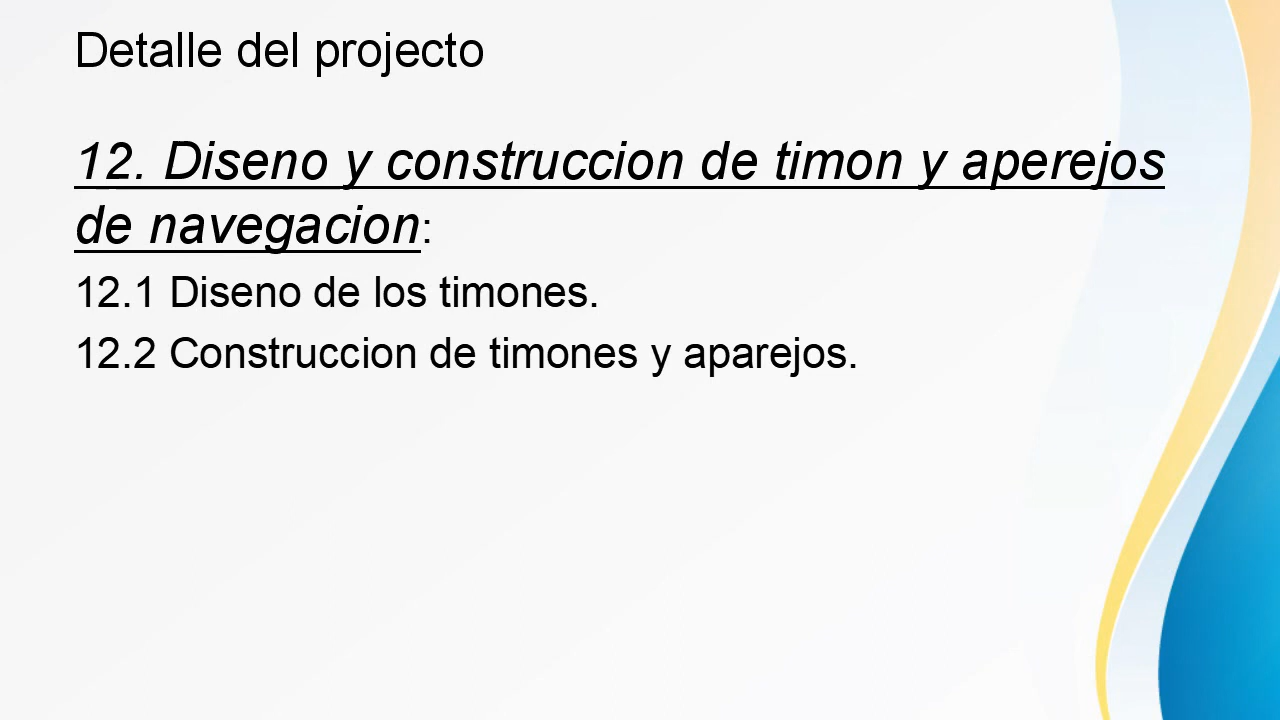 Detalle del projecto
12. Diseno y construccion de timon y aperejos
de navegacion:
12.1 Diseno de los timones.
12.2 Construccion de timones y aparejos.